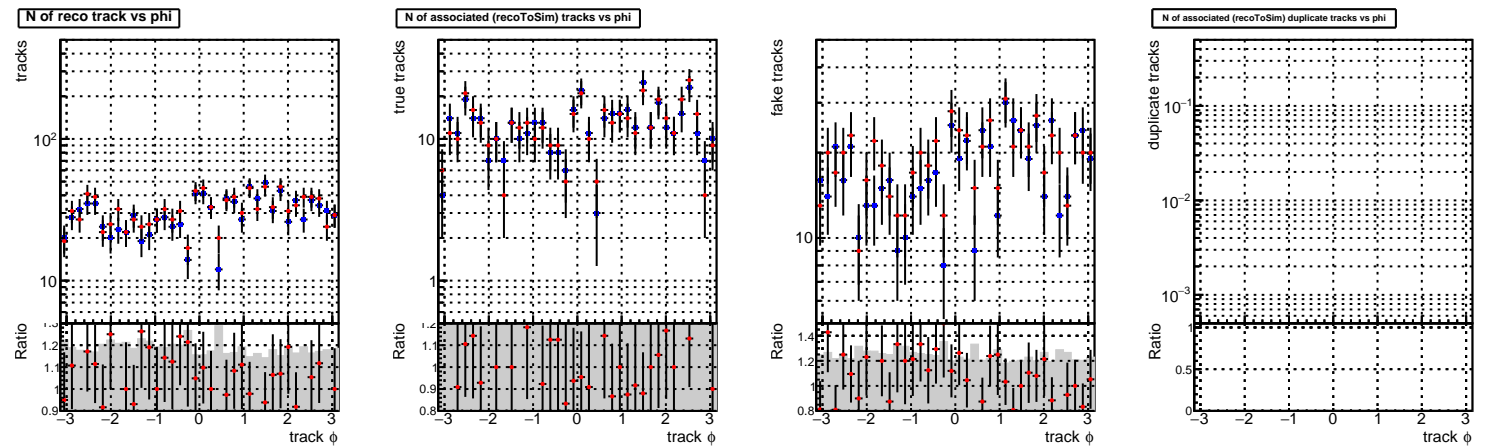 N of reco track vs phi
tracks
10²
10
Ratio
1.3
1.2
1.1
1
0.9
−3 −2 −1 0 1 2 3
track ϕ
N of associated (recoToSim) tracks vs phi
true tracks
10
1
Ratio
1.2
1.1
1
0.9
0.8
−3 −2 −1 0 1 2 3
track ϕ
fake tracks
10
Ratio
1.4
1.2
1
0.8
−3 −2 −1 0 1 2 3
track ϕ
N of associated (recoToSim) duplicate tracks vs phi
duplicate tracks
10⁻¹
10⁻²
10⁻³
Ratio
1
0.5
0
−3 −2 −1 0 1 2 3
track ϕ